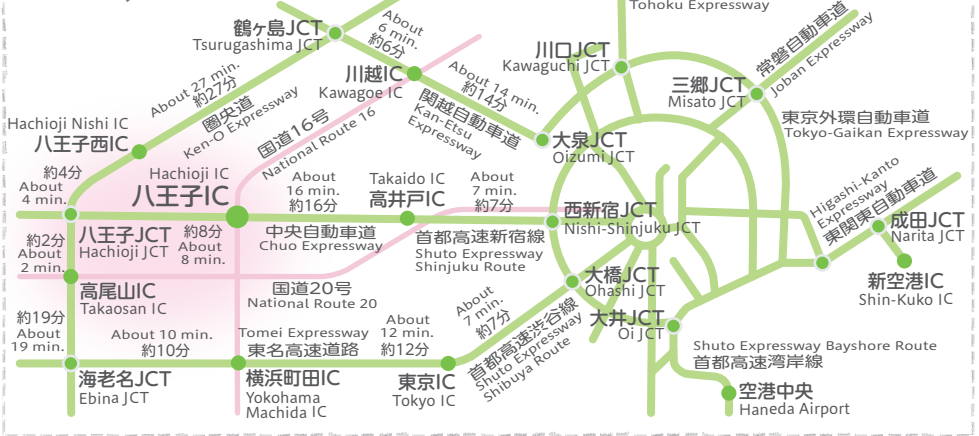 Tohoku Expressway
鶴ヶ島JCT
Tsurugashima JCT
About
6 min.
約6分
川越IC
Kawagoe IC
About 14 min.
約14分
関越自動車道
Kan-Etsu
Expressway
川口JCT
Kawaguchi JCT
三郷JCT
Misato JCT
常磐自動車道
Joban Expressway
東京外環自動車道
Tokyo-Gaikan Expressway
大泉JCT
Oizumi JCT
About 27 min.
約27分
圏央道
Ken-O Expressway
国道16号
National Route 16
Hachioji Nishi IC
八王子西IC
約4分
About
4 min.
Hachioji IC
八王子IC
About
16 min.
約16分
Takaido IC
高井戸IC
About
7 min.
約7分
西新宿JCT
Nishi-Shinjuku JCT
Higashi-Kanto
Expressway
東関東自動車道
成田JCT
Narita JCT
新空港IC
Shin-Kuko IC
約2分
About
2 min.
八王子JCT
Hachioji JCT
約8分
About
8 min.
中央自動車道
Chuo Expressway
首都高速新宿線
Shuto Expressway
Shinjuku Route
高尾山IC
Takaosan IC
国道20号
National Route 20
大橋JCT
Ohashi JCT
大井JCT
Oi JCT
約19分
About
19 min.
About 10 min.
約10分
Tomei Expressway
東名高速道路
About
12 min.
約12分
About
7 min.
約7分
首都高速渋谷線
Shuto Expressway
Shibuya Route
Shuto Expressway Bayshore Route
首都高速湾岸線
海老名JCT
Ebina JCT
横浜町田IC
Yokohama
Machida IC
東京IC
Tokyo IC
空港中央
Haneda Airport